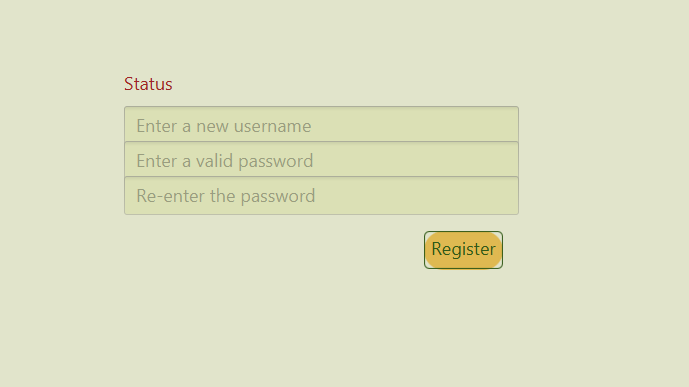 Status
Enter a new username
Enter a valid password
Re-enter the password
Register